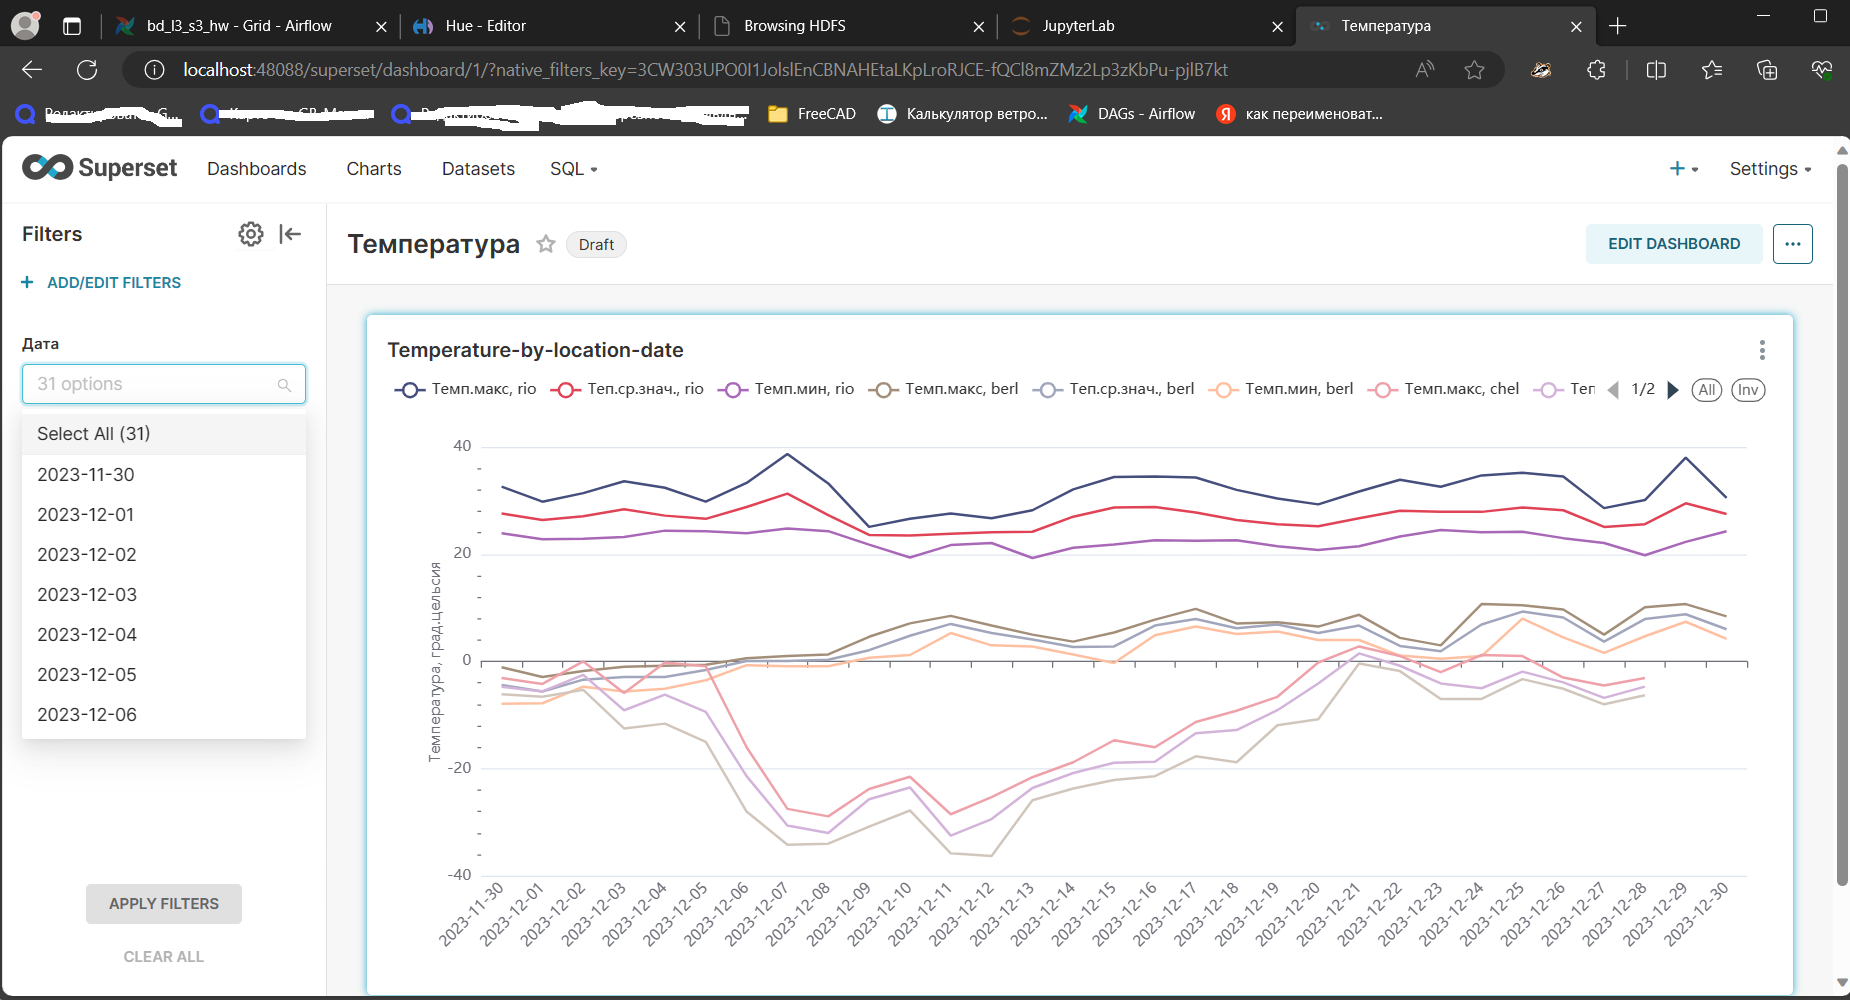 bd_l3_s3_hw - Grid - Airflow
Hue - Editor
Browsing HDFS
JupyterLab
Температура
localhost:48088/superset/dashboard/1/?native_filters_key=3CW303UPO0I1JolslEnCBNAHEtaLKpLroRJCE-fQCl8mZMz2Lp3zKbPu-pjlB7kt
FreeCAD
Калькулятор ветро...
DAGs - Airflow
как переименоват...
Superset
Dashboards
Charts
Datasets
SQL
Settings
Filters
ADD/EDIT FILTERS
Дата
31 options
Select All (31)
2023-11-30
2023-12-01
2023-12-02
2023-12-03
2023-12-04
2023-12-05
2023-12-06
APPLY FILTERS
CLEAR ALL
Температура
Draft
EDIT DASHBOARD
Temperature-by-location-date
Темп.макс, rio
Теп.ср.знач., rio
Темп.мин, rio
Темп.макс, berl
Теп.ср.знач., berl
Темп.мин, berl
Темп.макс, chel
Теп
1/2
All
Inv
Температура, град.цельсия
40
20
0
-20
-40
2023-11-30
2023-12-01
2023-12-02
2023-12-03
2023-12-04
2023-12-05
2023-12-06
2023-12-07
2023-12-08
2023-12-09
2023-12-10
2023-12-11
2023-12-12
2023-12-13
2023-12-14
2023-12-15
2023-12-16
2023-12-17
2023-12-18
2023-12-19
2023-12-20
2023-12-21
2023-12-22
2023-12-23
2023-12-24
2023-12-25
2023-12-26
2023-12-27
2023-12-28
2023-12-29
2023-12-30